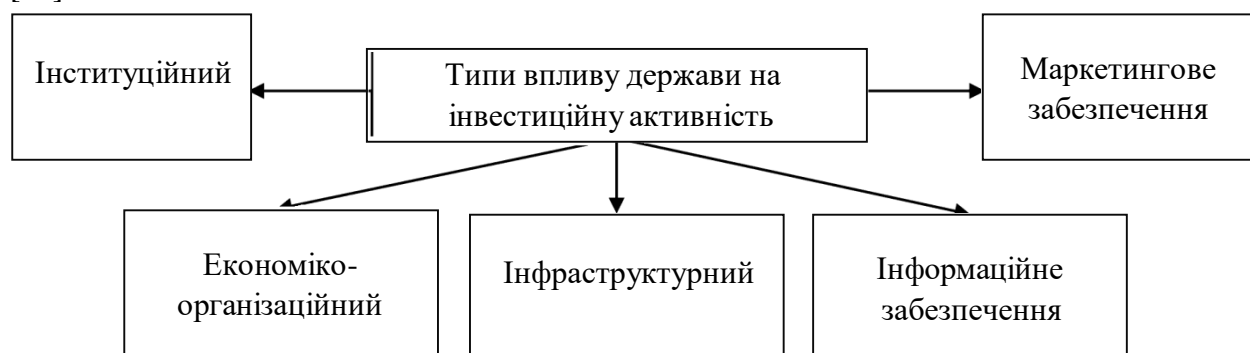 Інституційний
Типи впливу держави на
інвестиційну активність
Маркетингове
забезпечення
Економіко-
організаційний
Інфраструктурний
Інформаційне
забезпечення